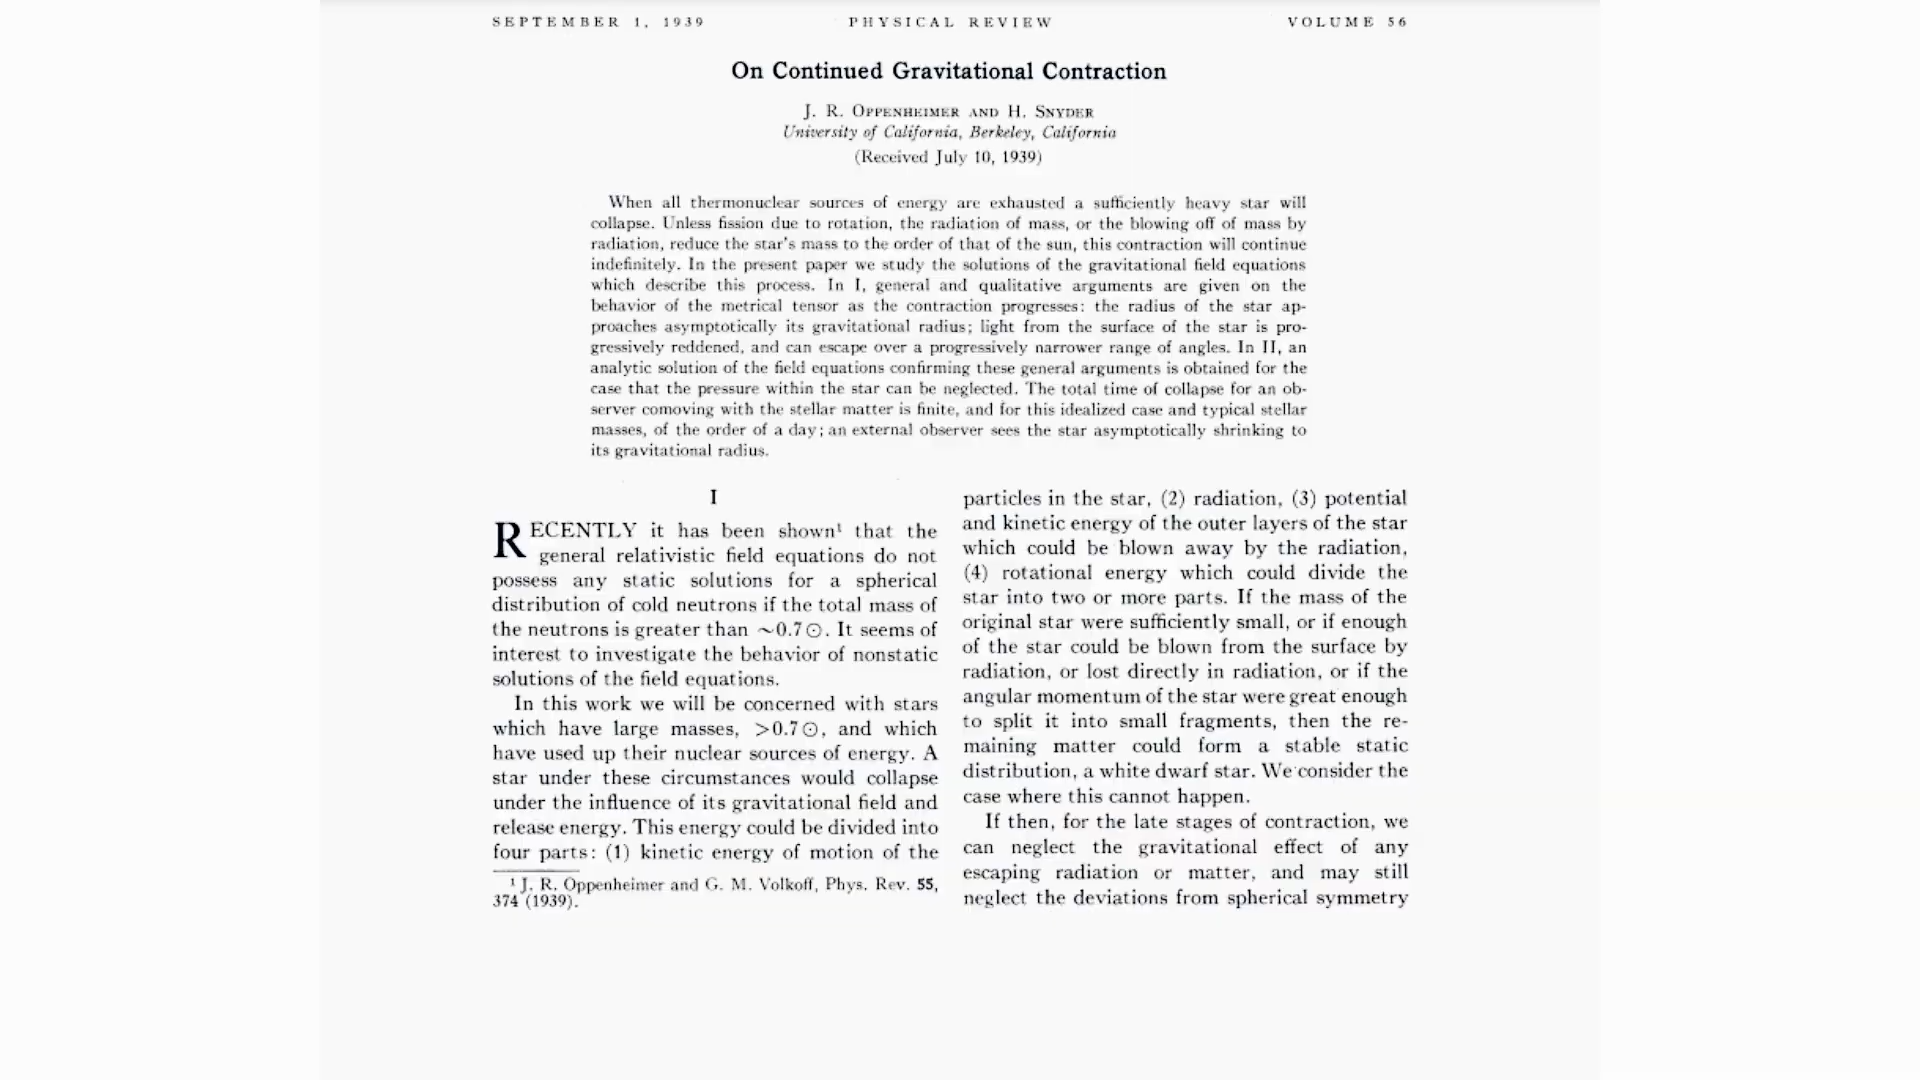 SEPTEMBER 1, 1939 PHYSICAL REVIEW VOLUME 56
On Continued Gravitational Contraction
J. R. OPPENHEIMER AND H. SNYDER
University of California, Berkeley, California
(Received July 10, 1939)
When all thermonuclear sources of energy are exhausted a sufficiently heavy star will
collapse. Unless fission due to rotation, the radiation of mass, or the blowing off of mass by
radiation, reduce the star's mass to the order of that of the sun, this contraction will continue
indefinitely. In the present paper we study the solutions of the gravitational field equations
which describe this process. In I, general and qualitative arguments are given on the
behavior of the metrical tensor as the contraction progresses: the radius of the star ap-
proaches asymptotically its gravitational radius; light from the surface of the star is pro-
gressively reddened, and can escape over a progressively narrower range of angles. In II, an
analytic solution of the field equations confirming these general arguments is obtained for the
case that the pressure within the star can be neglected. The total time of collapse for an ob-
server comoving with the stellar matter is finite, and for this idealized case and typical stellar
masses, of the order of a day; an external observer sees the star asymptotically shrinking to
its gravitational radius.
I
RECENTLY it has been shown¹ that the
general relativistic field equations do not
possess any static solutions for a spherical
distribution of cold neutrons if the total mass of
the neutrons is greater than ~0.7⊙. It seems of
interest to investigate the behavior of nonstatic
solutions of the field equations.
In this work we will be concerned with stars
which have large masses, >0.7⊙, and which
have used up their nuclear sources of energy. A
star under these circumstances would collapse
under the influence of its gravitational field and
release energy. This energy could be divided into
four parts: (1) kinetic energy of motion of the
¹ J. R. Oppenheimer and G. M. Volkoff, Phys. Rev. 55,
374 (1939).
particles in the star, (2) radiation, (3) potential
and kinetic energy of the outer layers of the star
which could be blown away by the radiation,
(4) rotational energy which could divide the
star into two or more parts. If the mass of the
original star were sufficiently small, or if enough
of the star could be blown from the surface by
radiation, or lost directly in radiation, or if the
angular momentum of the star were great enough
to split it into small fragments, then the re-
maining matter could form a stable static
distribution, a white dwarf star. We consider the
case where this cannot happen.
If then, for the late stages of contraction, we
can neglect the gravitational effect of any
escaping radiation or matter, and may still
neglect the deviations from spherical symmetry